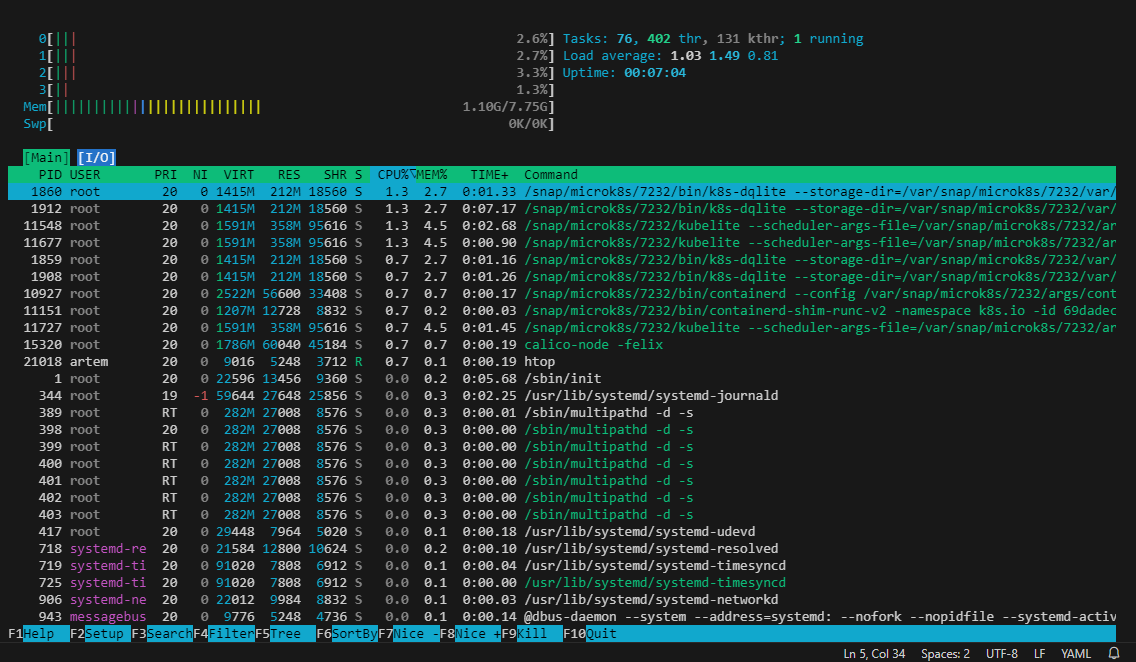 0[||| 2.6%] Tasks: 76, 402 thr, 131 kthr; 1 running
1[||| 2.7%] Load average: 1.03 1.49 0.81
2[||| 3.3%] Uptime: 00:07:04
3[|| 1.3%]
Mem[||||||||||||||||||||||||||| 1.10G/7.75G]
Swp[ 0K/0K]
[Main] [I/O]
PID USER PRI NI VIRT RES SHR S CPU%▽MEM% TIME+ Command
1860 root 20 0 1415M 212M 18560 S 1.3 2.7 0:01.33 /snap/microk8s/7232/bin/k8s-dqlite --storage-dir=/var/snap/microk8s/7232/var/
1912 root 20 0 1415M 212M 18560 S 1.3 2.7 0:07.17 /snap/microk8s/7232/bin/k8s-dqlite --storage-dir=/var/snap/microk8s/7232/var/
11548 root 20 0 1591M 358M 95616 S 1.3 4.5 0:02.68 /snap/microk8s/7232/kubelite --scheduler-args-file=/var/snap/microk8s/7232/ar
11677 root 20 0 1591M 358M 95616 S 1.3 4.5 0:00.90 /snap/microk8s/7232/kubelite --scheduler-args-file=/var/snap/microk8s/7232/ar
1859 root 20 0 1415M 212M 18560 S 0.7 2.7 0:01.16 /snap/microk8s/7232/bin/k8s-dqlite --storage-dir=/var/snap/microk8s/7232/var/
1908 root 20 0 1415M 212M 18560 S 0.7 2.7 0:01.26 /snap/microk8s/7232/bin/k8s-dqlite --storage-dir=/var/snap/microk8s/7232/var/
10927 root 20 0 2522M 56600 33408 S 0.7 0.7 0:00.17 /snap/microk8s/7232/bin/containerd --config /var/snap/microk8s/7232/args/cont
11151 root 20 0 1207M 12728 8832 S 0.7 0.2 0:00.03 /snap/microk8s/7232/bin/containerd-shim-runc-v2 -namespace k8s.io -id 69dadec
11727 root 20 0 1591M 358M 95616 S 0.7 4.5 0:01.45 /snap/microk8s/7232/kubelite --scheduler-args-file=/var/snap/microk8s/7232/ar
15320 root 20 0 1786M 60040 45184 S 0.7 0.7 0:00.19 calico-node -felix
21018 artem 20 0 9016 5248 3712 R 0.7 0.1 0:00.19 htop
1 root 20 0 22596 13456 9360 S 0.0 0.2 0:05.68 /sbin/init
344 root 19 -1 59644 27648 25856 S 0.0 0.3 0:02.25 /usr/lib/systemd/systemd-journald
389 root RT 0 282M 27008 8576 S 0.0 0.3 0:00.01 /sbin/multipathd -d -s
398 root 20 0 282M 27008 8576 S 0.0 0.3 0:00.00 /sbin/multipathd -d -s
399 root RT 0 282M 27008 8576 S 0.0 0.3 0:00.00 /sbin/multipathd -d -s
400 root RT 0 282M 27008 8576 S 0.0 0.3 0:00.00 /sbin/multipathd -d -s
401 root RT 0 282M 27008 8576 S 0.0 0.3 0:00.00 /sbin/multipathd -d -s
402 root RT 0 282M 27008 8576 S 0.0 0.3 0:00.00 /sbin/multipathd -d -s
403 root RT 0 282M 27008 8576 S 0.0 0.3 0:00.00 /sbin/multipathd -d -s
417 root 20 0 29448 7964 5020 S 0.0 0.1 0:00.18 /usr/lib/systemd/systemd-udevd
718 systemd-re 20 0 21584 12800 10624 S 0.0 0.2 0:00.10 /usr/lib/systemd/systemd-resolved
719 systemd-ti 20 0 91020 7808 6912 S 0.0 0.1 0:00.04 /usr/lib/systemd/systemd-timesyncd
725 systemd-ti 20 0 91020 7808 6912 S 0.0 0.1 0:00.00 /usr/lib/systemd/systemd-timesyncd
906 systemd-ne 20 0 22012 9984 8832 S 0.0 0.1 0:00.03 /usr/lib/systemd/systemd-networkd
943 messagebus 20 0 9776 5248 4736 S 0.0 0.1 0:00.14 @dbus-daemon --system --address=systemd: --nofork --nopidfile --systemd-activ
F1Help F2Setup F3SearchF4FilterF5Tree F6SortByF7Nice -F8Nice +F9Kill F10Quit
Ln 5, Col 34 Spaces: 2 UTF-8 LF YAML